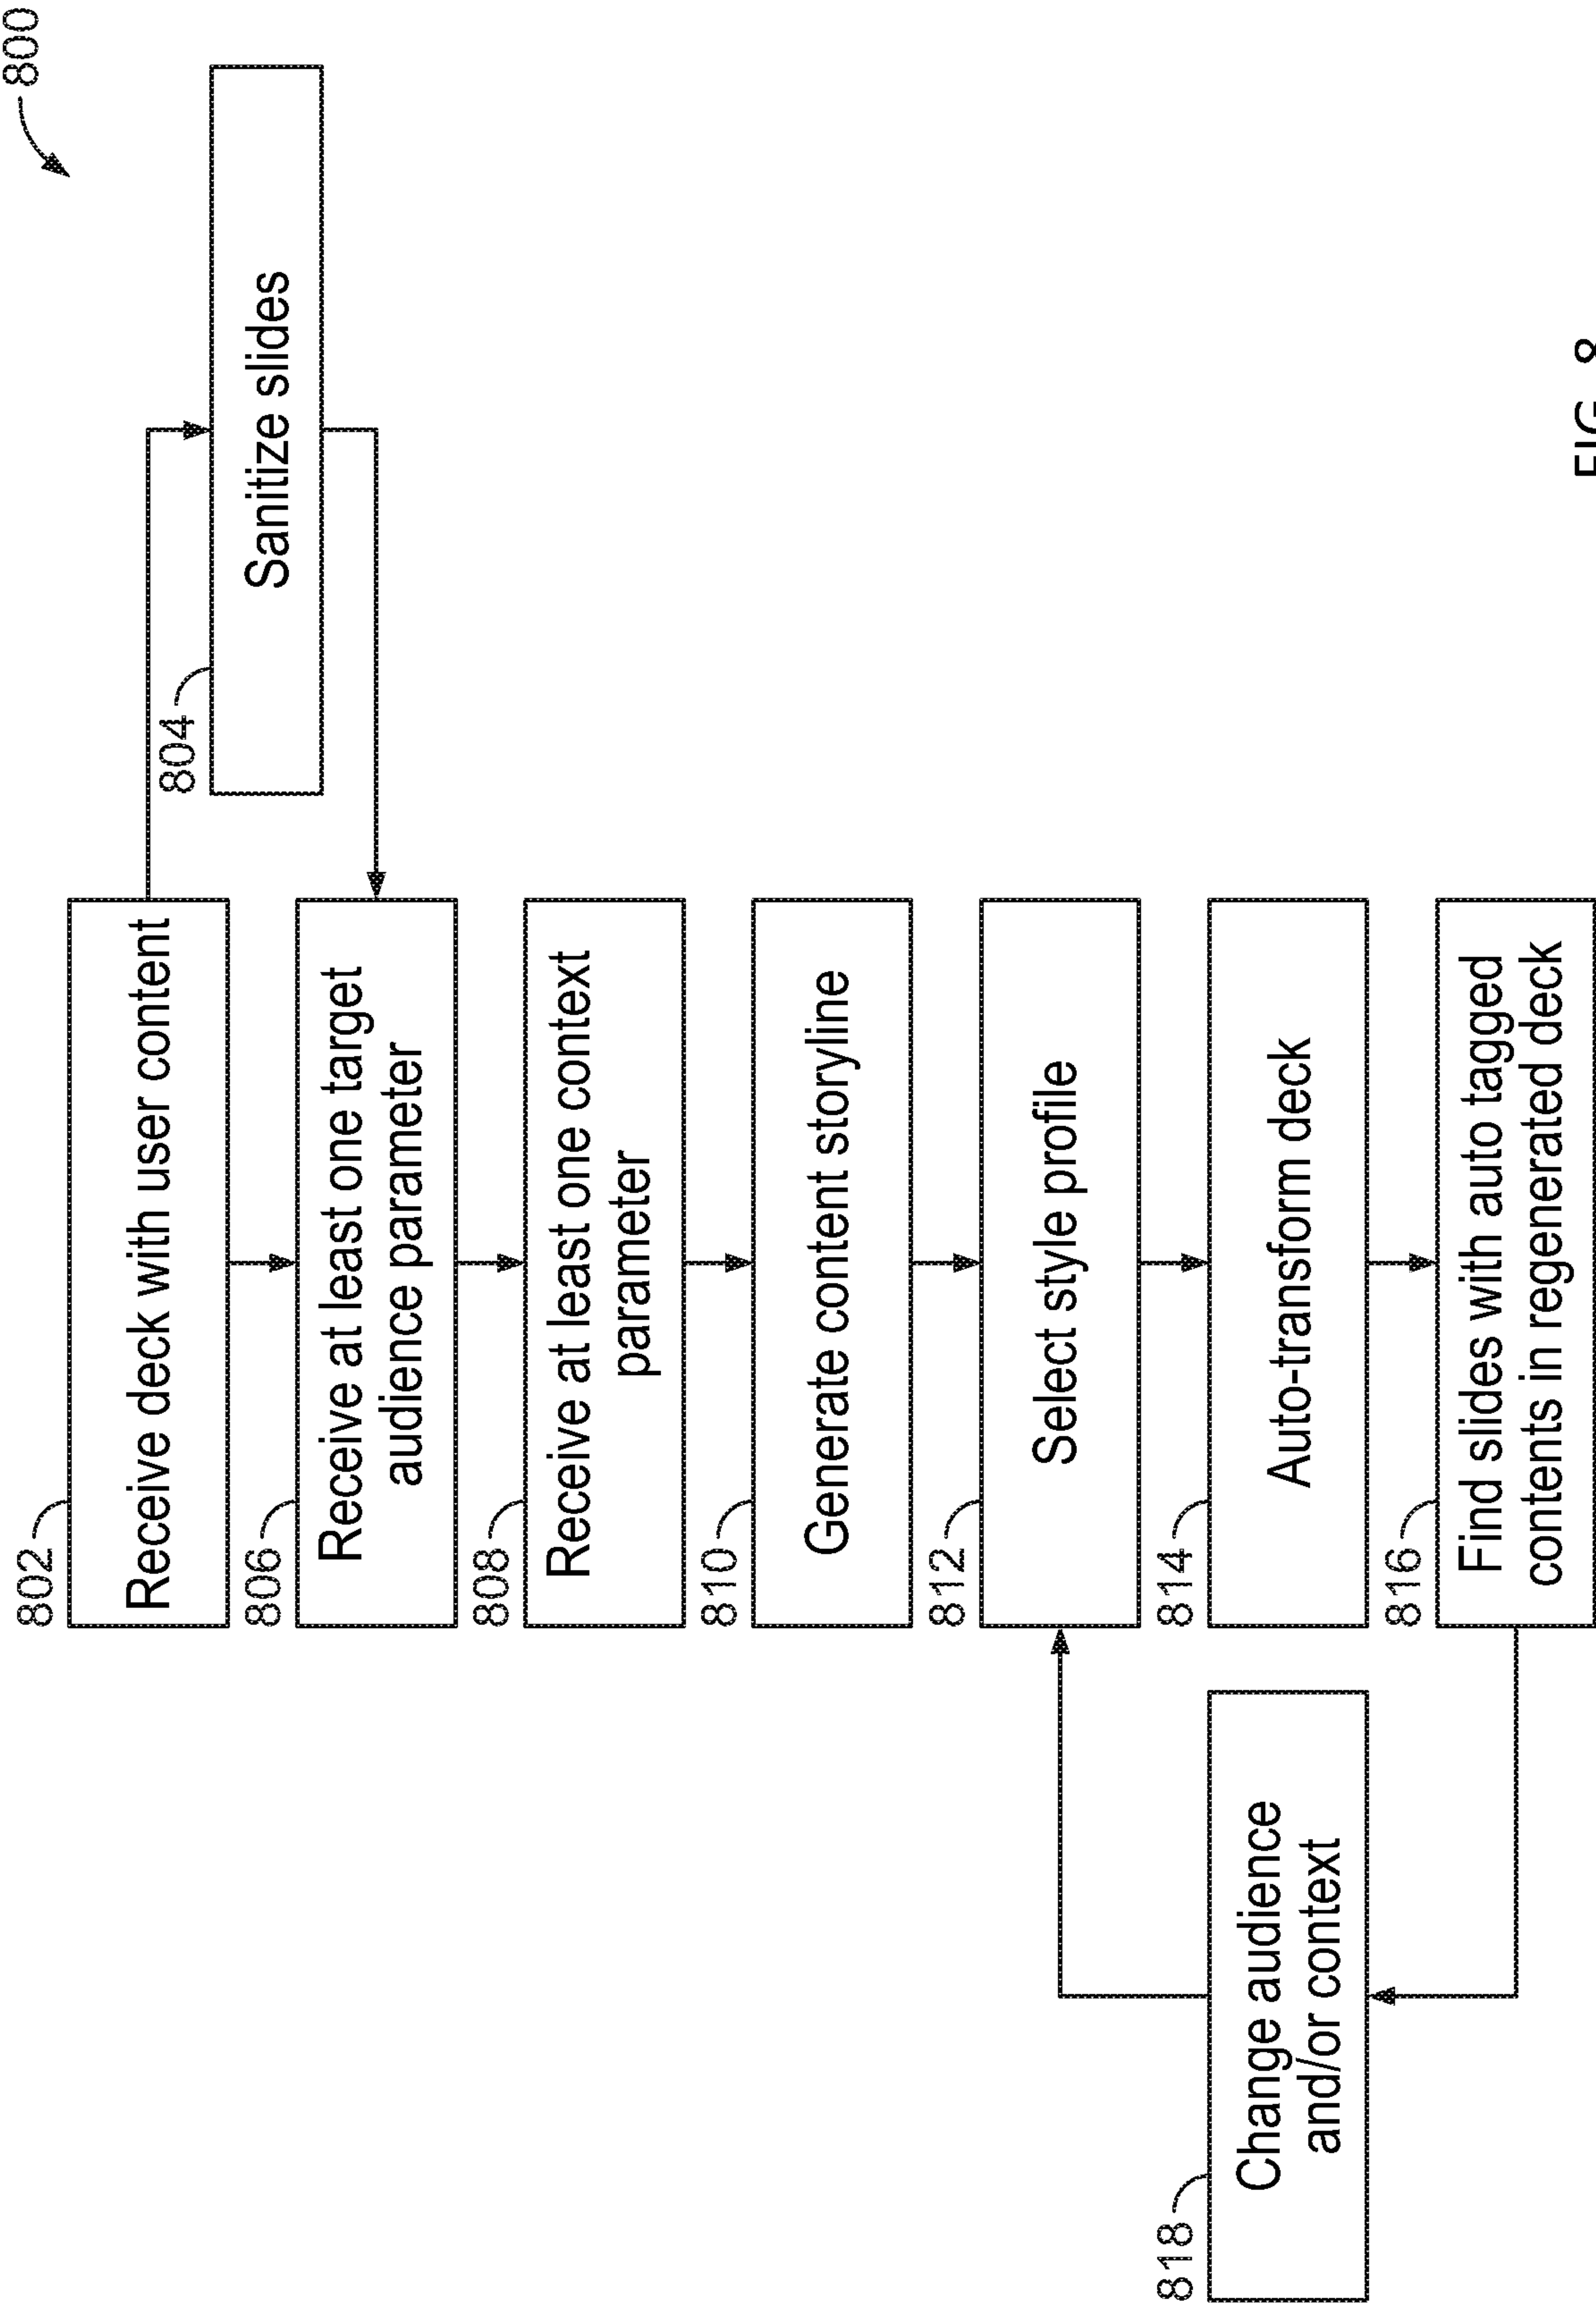 800
802
Receive deck with user content
804
Sanitize slides
806
Receive at least one target
audience parameter
808
Receive at least one context
parameter
810
Generate content storyline
812
Select style profile
814
Auto-transform deck
816
Find slides with auto tagged
contents in regenerated deck
818
Change audience
and/or context
FIG. 8